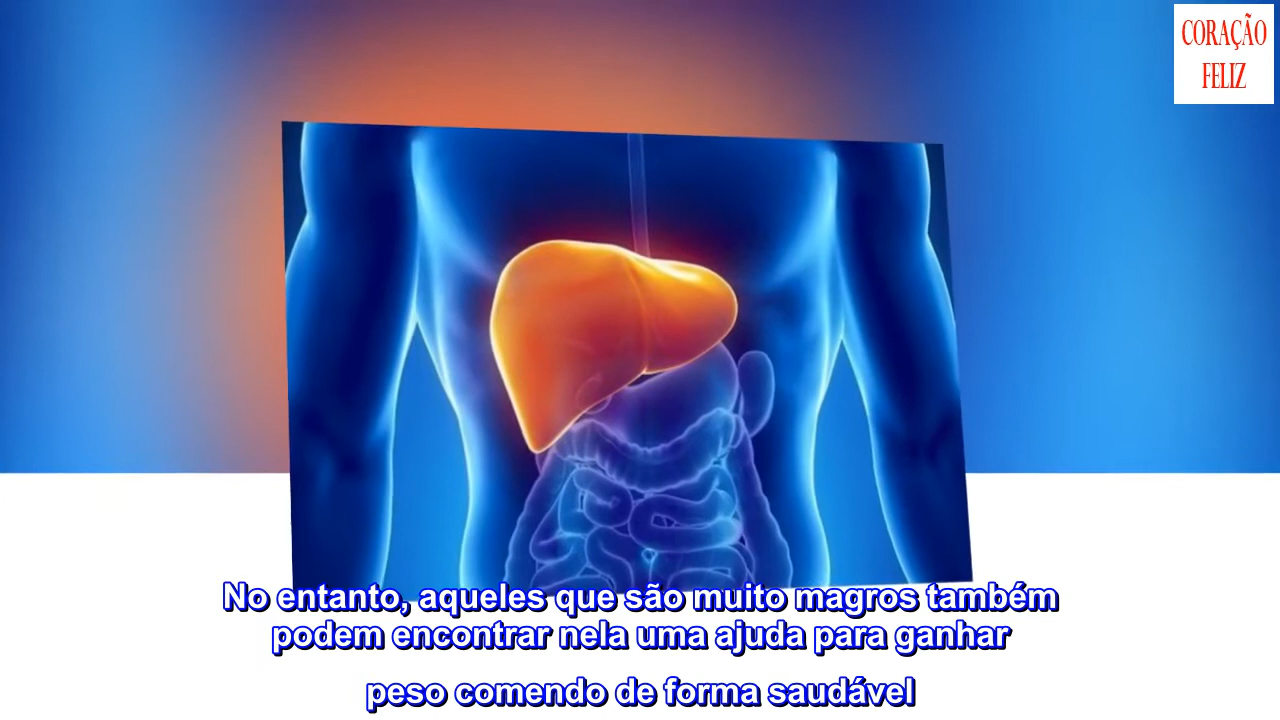 CORAÇÃO
FELIZ
No entanto, aqueles que são muito magros também
podem encontrar nela uma ajuda para ganhar
peso comendo de forma saudável